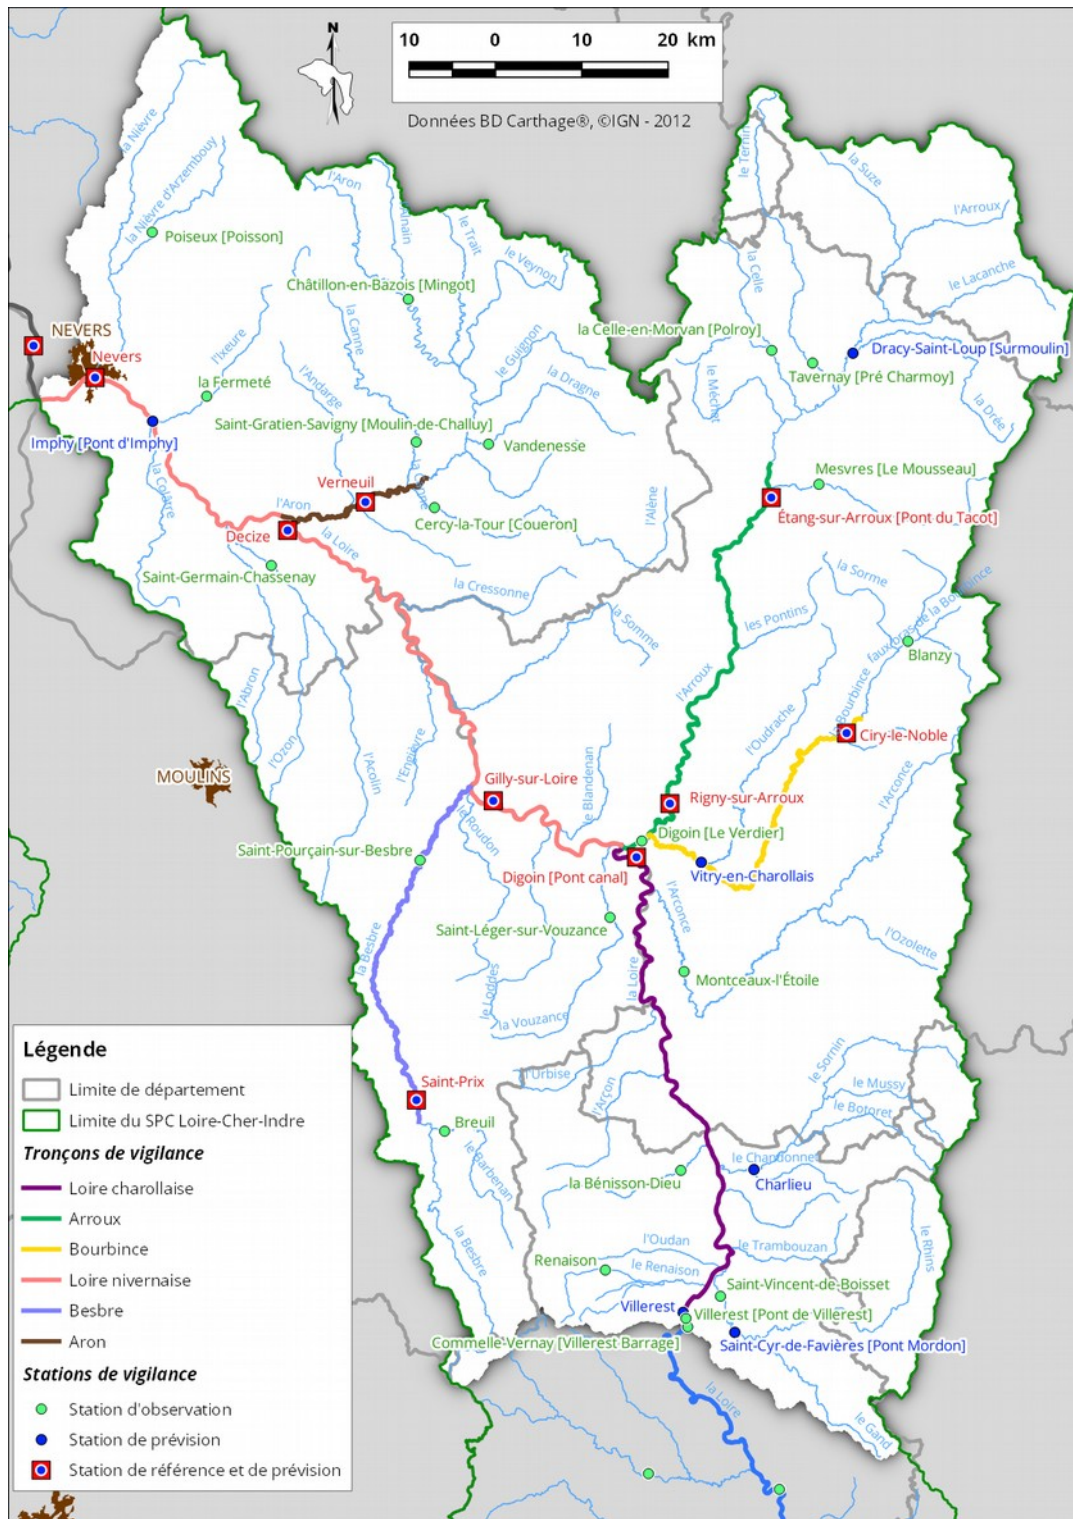 10 0 10 20 km
N
Données BD Carthage®, ©IGN - 2012
la Nièvre
la Nièvre d'Arzembouy
Poiseux [Poisson]
l'Aron
le Trait
le Veynon
Châtillon-en-Bazois [Mingot]
la Canne
le Guignon
la Dragne
le Ternin
la Suze
l'Arroux
le Lacanche
la Celle
la Celle-en-Morvan [Polroy]
Dracy-Saint-Loup [Surmoulin]
Tavernay [Pré Charmoy]
le Méchet
la Drée
NEVERS
Nevers
l'Ixeure
la Fermeté
l'Andarge
Saint-Gratien-Savigny [Moulin-de-Challuy]
Vandenesse
Imphy [Pont d'Imphy]
la Colâtre
Verneuil
l'Aron
la Canne
Cercy-la-Tour [Coueron]
l'Alène
Mesvres [Le Mousseau]
Étang-sur-Arroux [Pont du Tacot]
Decize
la Loire
Saint-Germain-Chassenay
la Cressonne
la Somme
la Sorme
les Pontins
faux bras de la Bourbince
Blanzy
l'Abron
l'Ozon
l'Acolin
l'Engièvre
l'Arroux
l'Oudrache
la Bourbince
Ciry-le-Noble
l'Arconce
MOULINS
Gilly-sur-Loire
le Blandenan
Rigny-sur-Arroux
le Roudon
Digoin [Le Verdier]
Saint-Pourçain-sur-Besbre
Digoin [Pont canal]
Vitry-en-Charollais
l'Arconce
la Besbre
Saint-Léger-sur-Vouzance
l'Ozolette
la Loire
Montceaux-l'Étoile
le Loddes
la Vouzance
l'Urbise
l'Arçon
le Sornin
le Mussy
le Botoret
Saint-Prix
Breuil
le Barbenan
la Besbre
le Chandonnet
Charlieu
la Bénisson-Dieu
l'Oudan
le Trambouzan
le Rhins
Renaison
le Renaison
Saint-Vincent-de-Boisset
Villerest
Villerest [Pont de Villerest]
Commelle-Vernay [Villerest Barrage]
Saint-Cyr-de-Favières [Pont Mordon]
la Loire
le Gand
Légende
Limite de département
Limite du SPC Loire-Cher-Indre
Tronçons de vigilance
Loire charollaise
Arroux
Bourbince
Loire nivernaise
Besbre
Aron
Stations de vigilance
Station d'observation
Station de prévision
Station de référence et de prévision